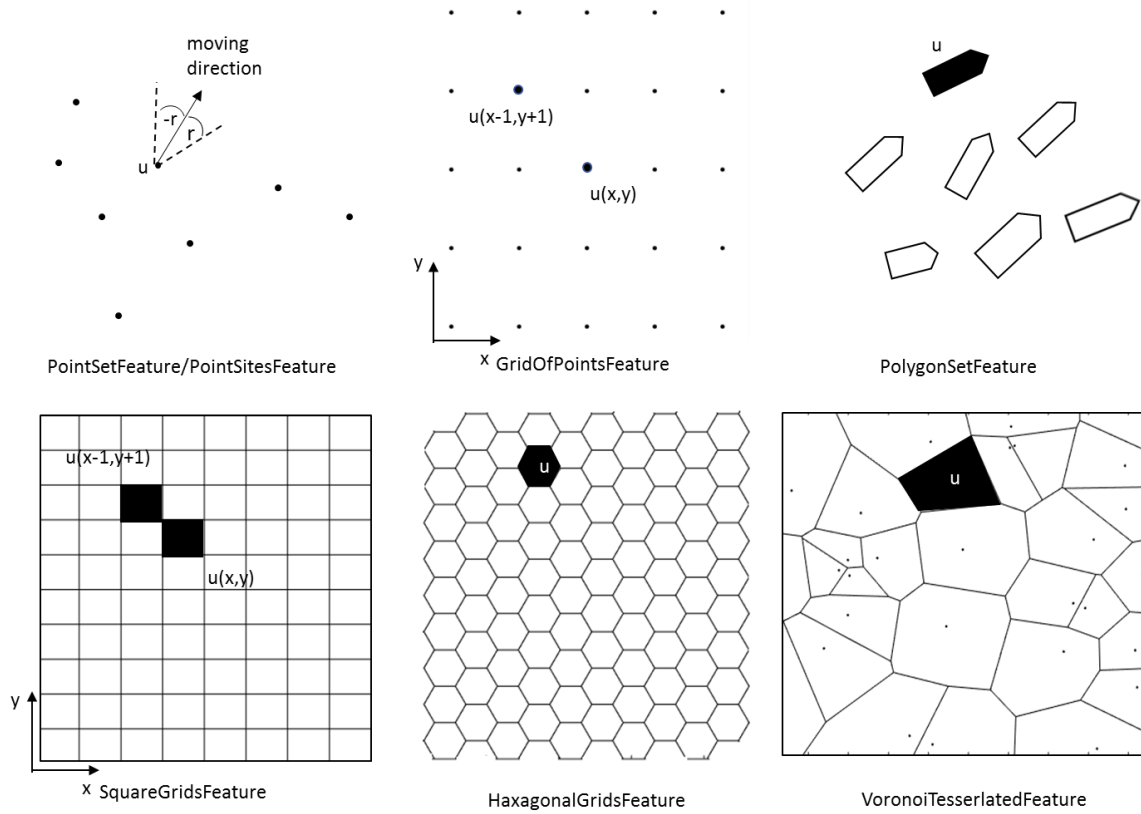 moving
direction
-r
r
u
PointSetFeature/PointSitesFeature
u(x-1,y+1)
u(x,y)
y
x
GridOfPointsFeature
u
PolygonSetFeature
u(x-1,y+1)
u(x,y)
y
x
SquareGridsFeature
u
HaxagonalGridsFeature
u
VoronoiTesserlatedFeature